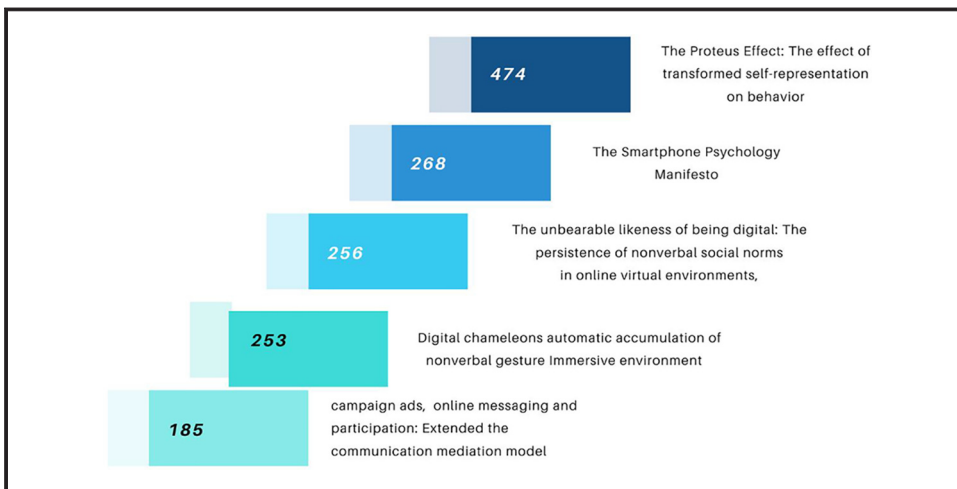 474
The Proteus Effect: The effect of
transformed self-representation
on behavior
268
The Smartphone Psychology
Manifesto
256
The unbearable likeness of being digital: The
persistence of nonverbal social norms
in online virtual environments,
253
Digital chameleons automatic accumulation of
nonverbal gesture Immersive environment
185
campaign ads, online messaging and
participation: Extended the
communication mediation model